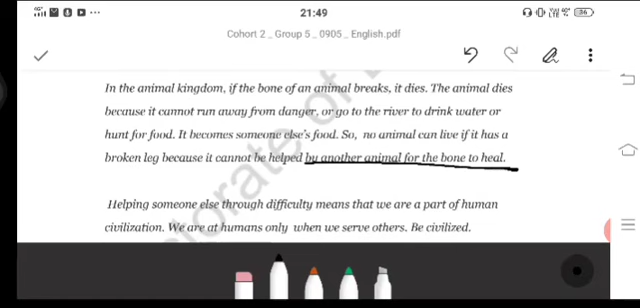 21:49
Cohort 2 _ Group 5 _ 0905 _ English.pdf
In the animal kingdom, if the bone of an animal breaks, it dies. The animal dies
because it cannot run away from danger, or go to the river to drink water or
hunt for food. It becomes someone else's food. So, no animal can live if it has a
broken leg because it cannot be helped by another animal for the bone to heal.
Helping someone else through difficulty means that we are a part of human
civilization. We are at humans only when we serve others. Be civilized.